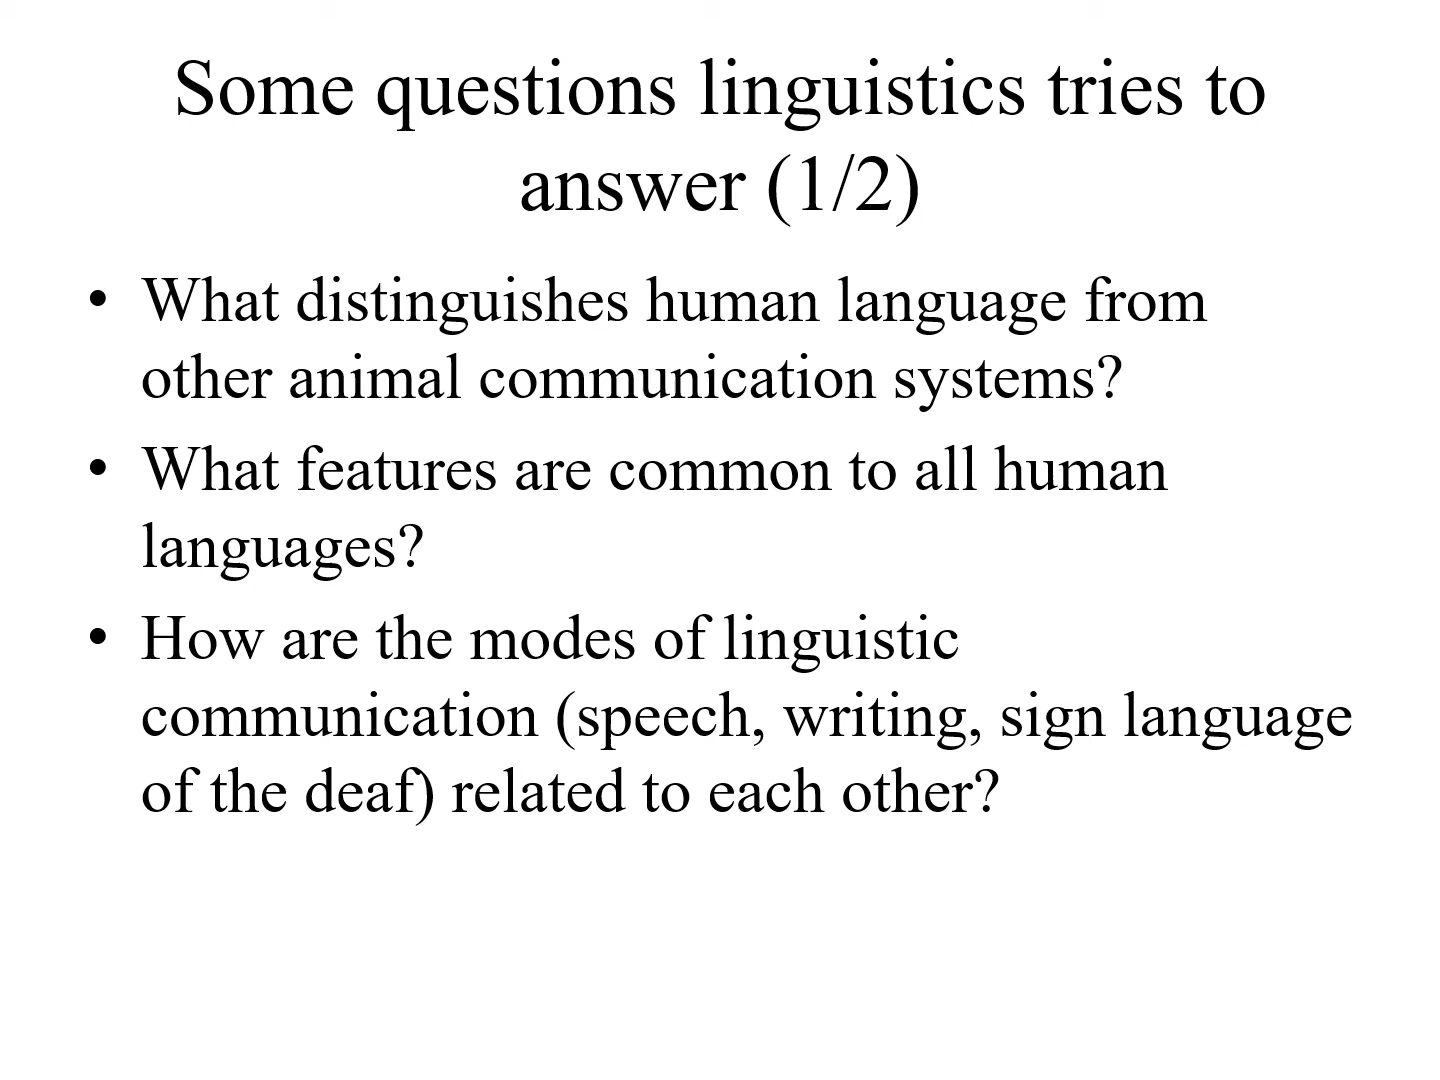 Some questions linguistics tries to
answer (1/2)
• What distinguishes human language from
other animal communication systems?
• What features are common to all human
languages?
• How are the modes of linguistic
communication (speech, writing, sign language
of the deaf) related to each other?